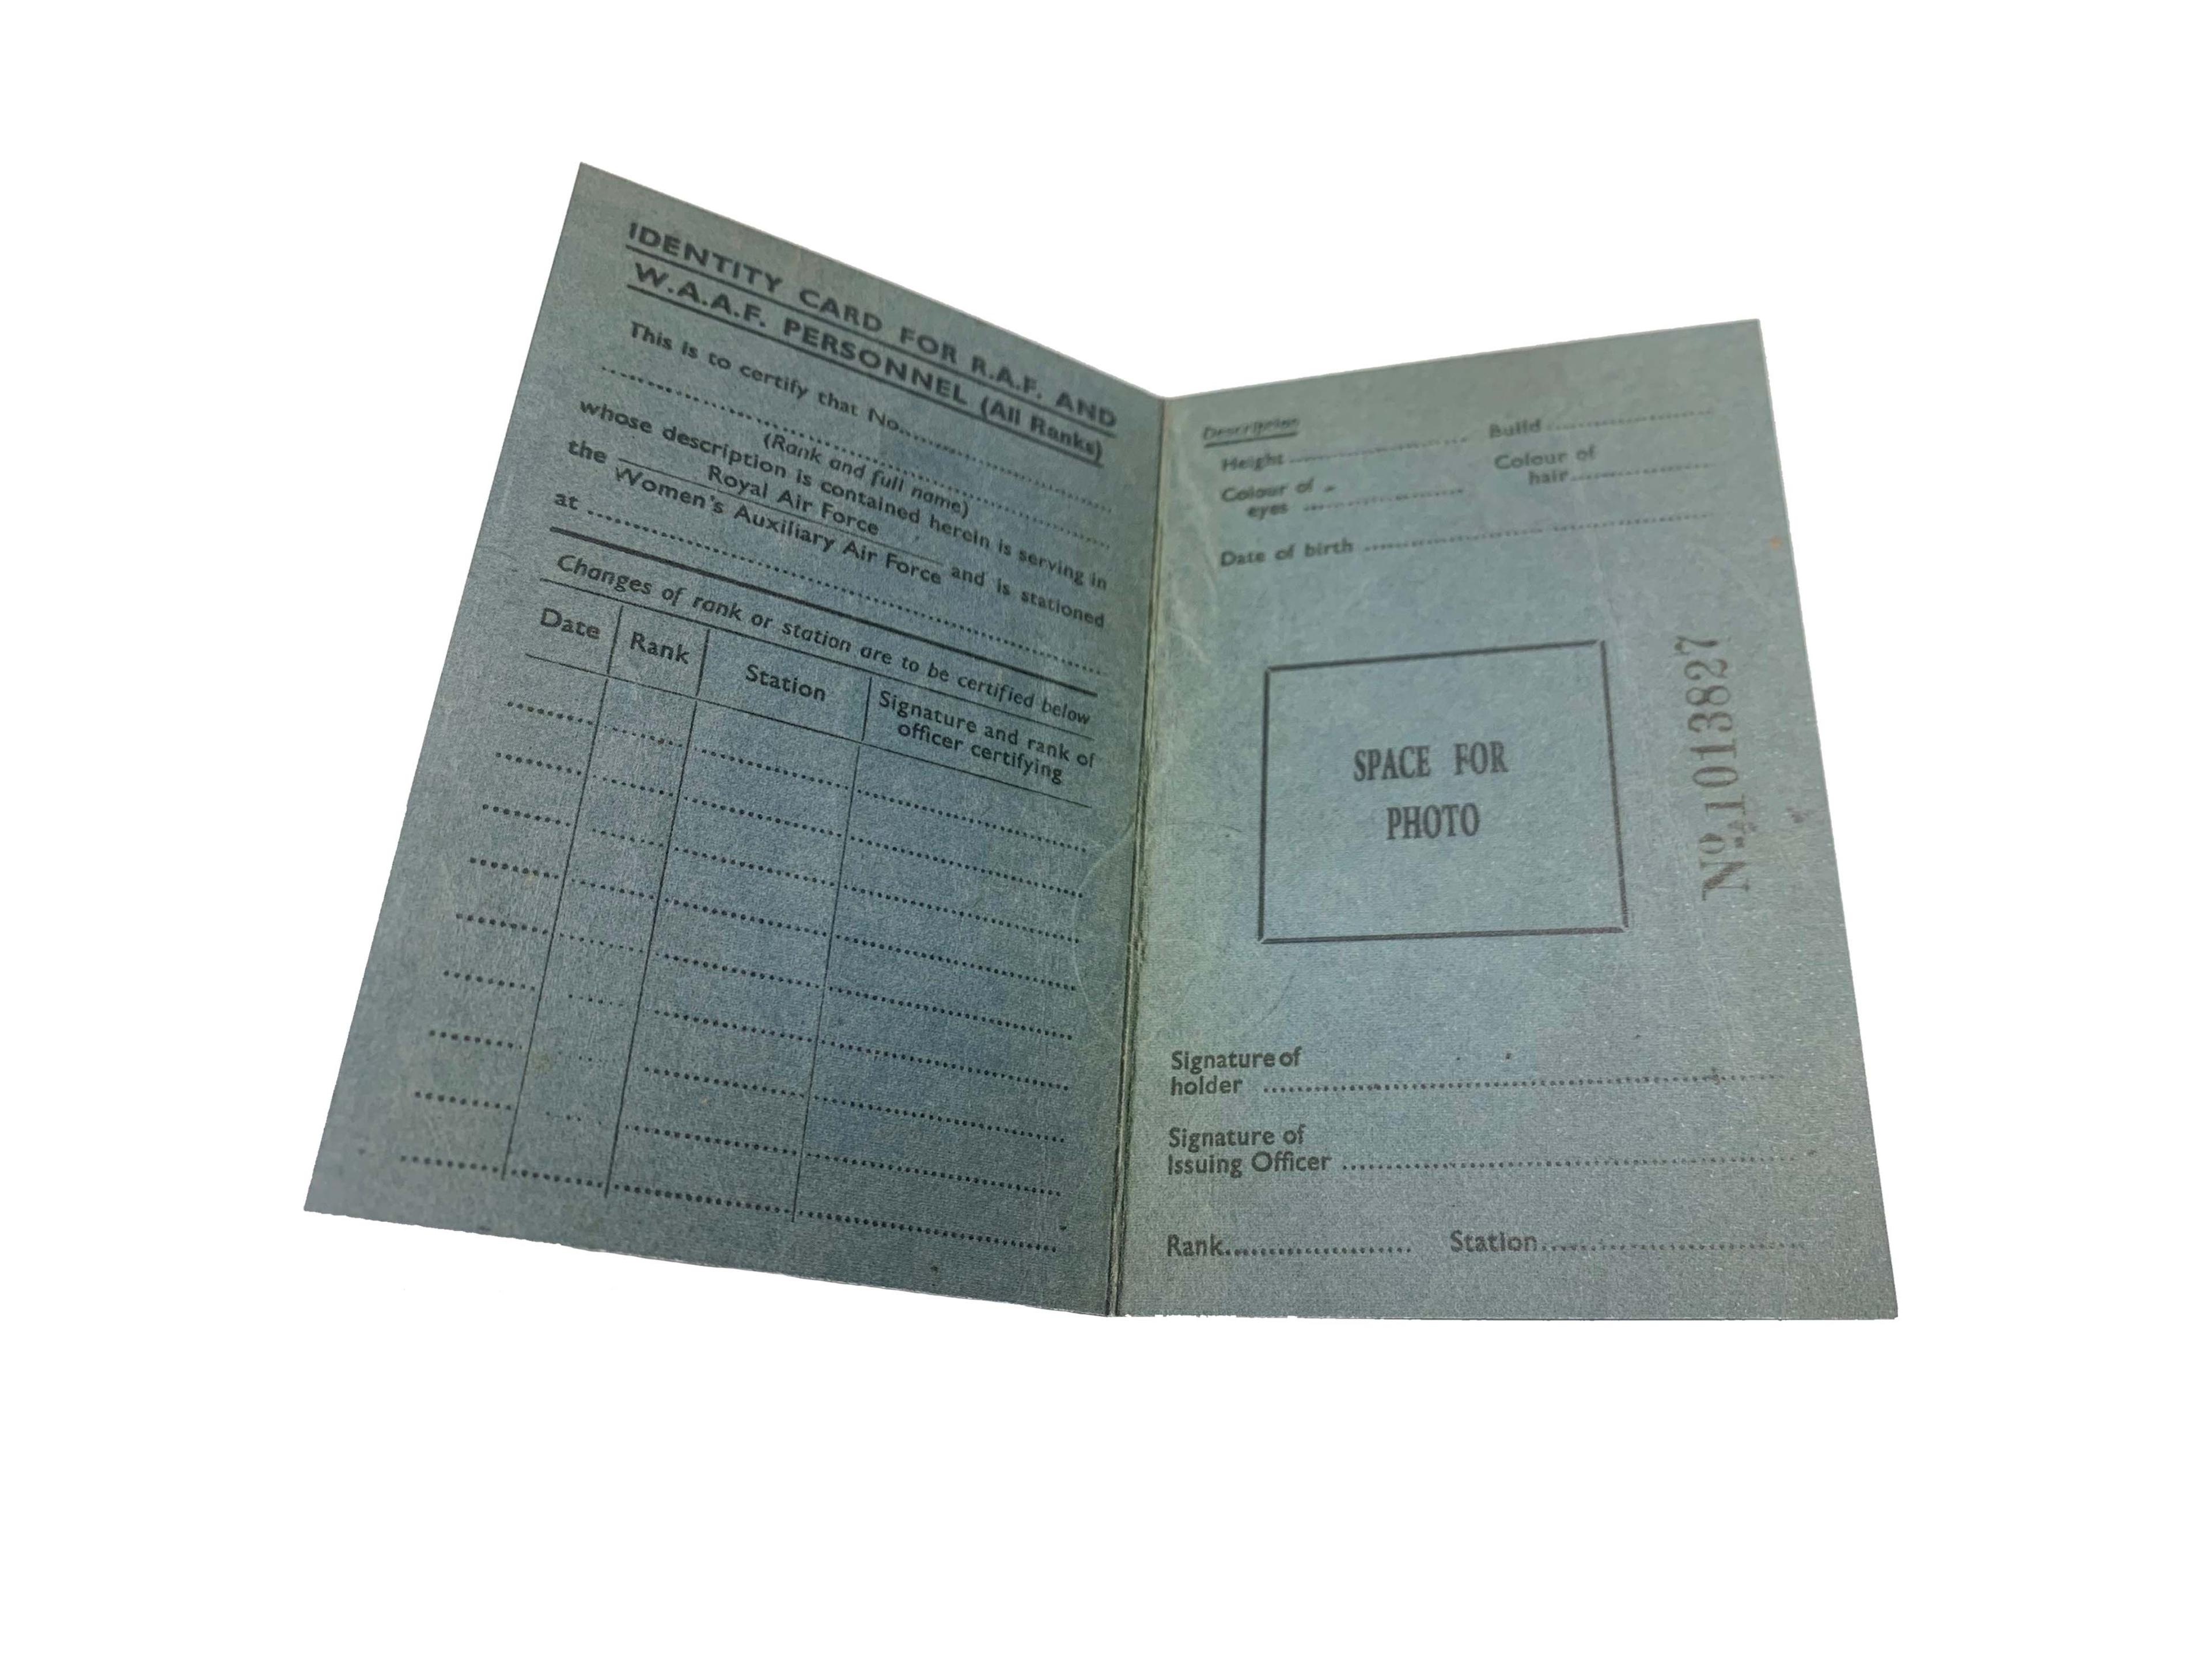 IDENTITY CARD FOR R.A.F. AND
W.A.A.F. PERSONNEL (All Ranks)
This is to certify that No..............................
..............................................................
(Rank and full name)
whose description is contained herein is serving in
the Royal Air Force
Women's Auxiliary Air Force and is stationed
at ..............................................................
Changes of rank or station are to be certified below
Date Rank Station Signature and rank of
officer certifying
Description
Height .............................. Build ..............................
Colour of Colour of
eyes .............................. hair..............................
Date of birth ..............................................................
SPACE FOR
PHOTO
No 1013827
Signature of
holder ..............................................................
Signature of
Issuing Officer ..............................................................
Rank.............................. Station..............................